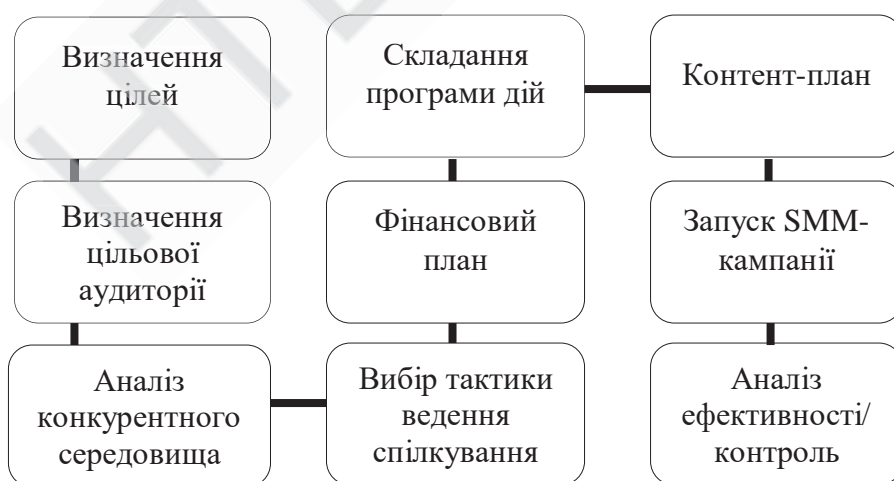 Визначення
цілей
Визначення
цільової
аудиторії
Аналіз
конкурентного
середовища
Вибір тактики
ведення
спілкування
Фінансовий
план
Складання
програми дій
Контент-план
Запуск SMM-
кампанії
Аналіз
ефективності/
контроль